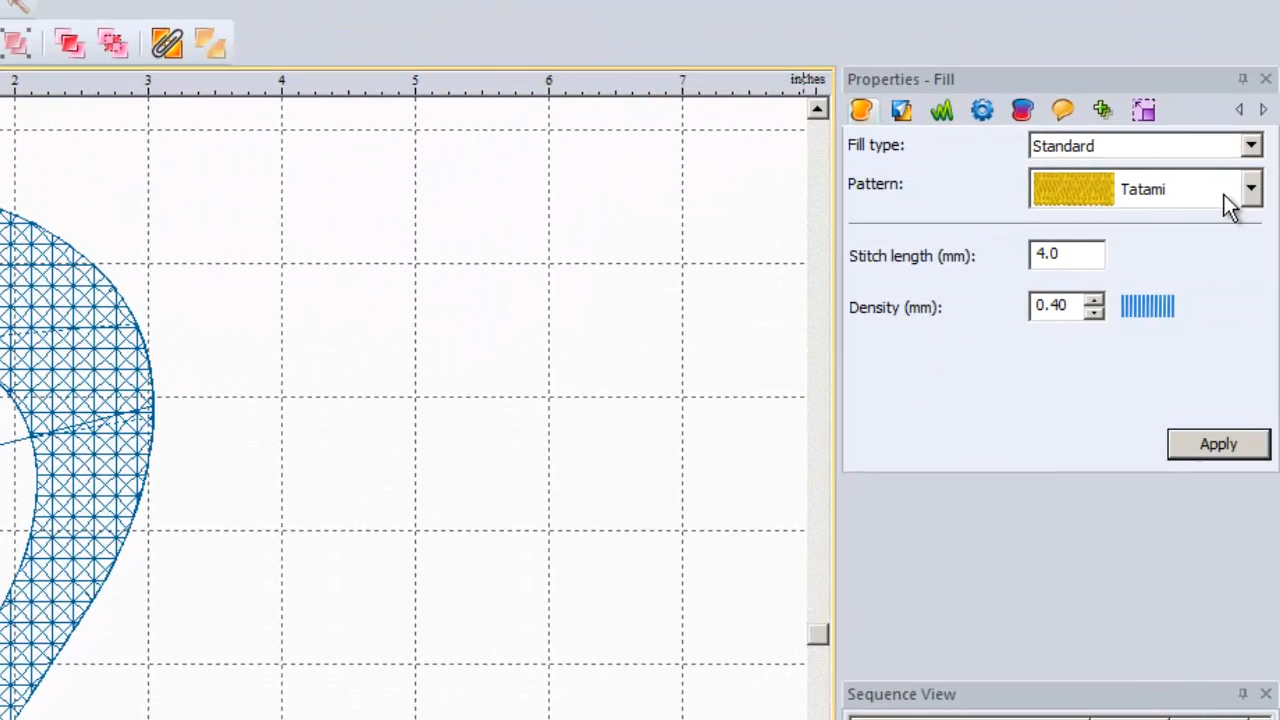 2 3 4 5 6 7 inches
Properties - Fill
Fill type: Standard
Pattern: Tatami
Stitch length (mm): 4.0
Density (mm): 0.40
Apply
Sequence View